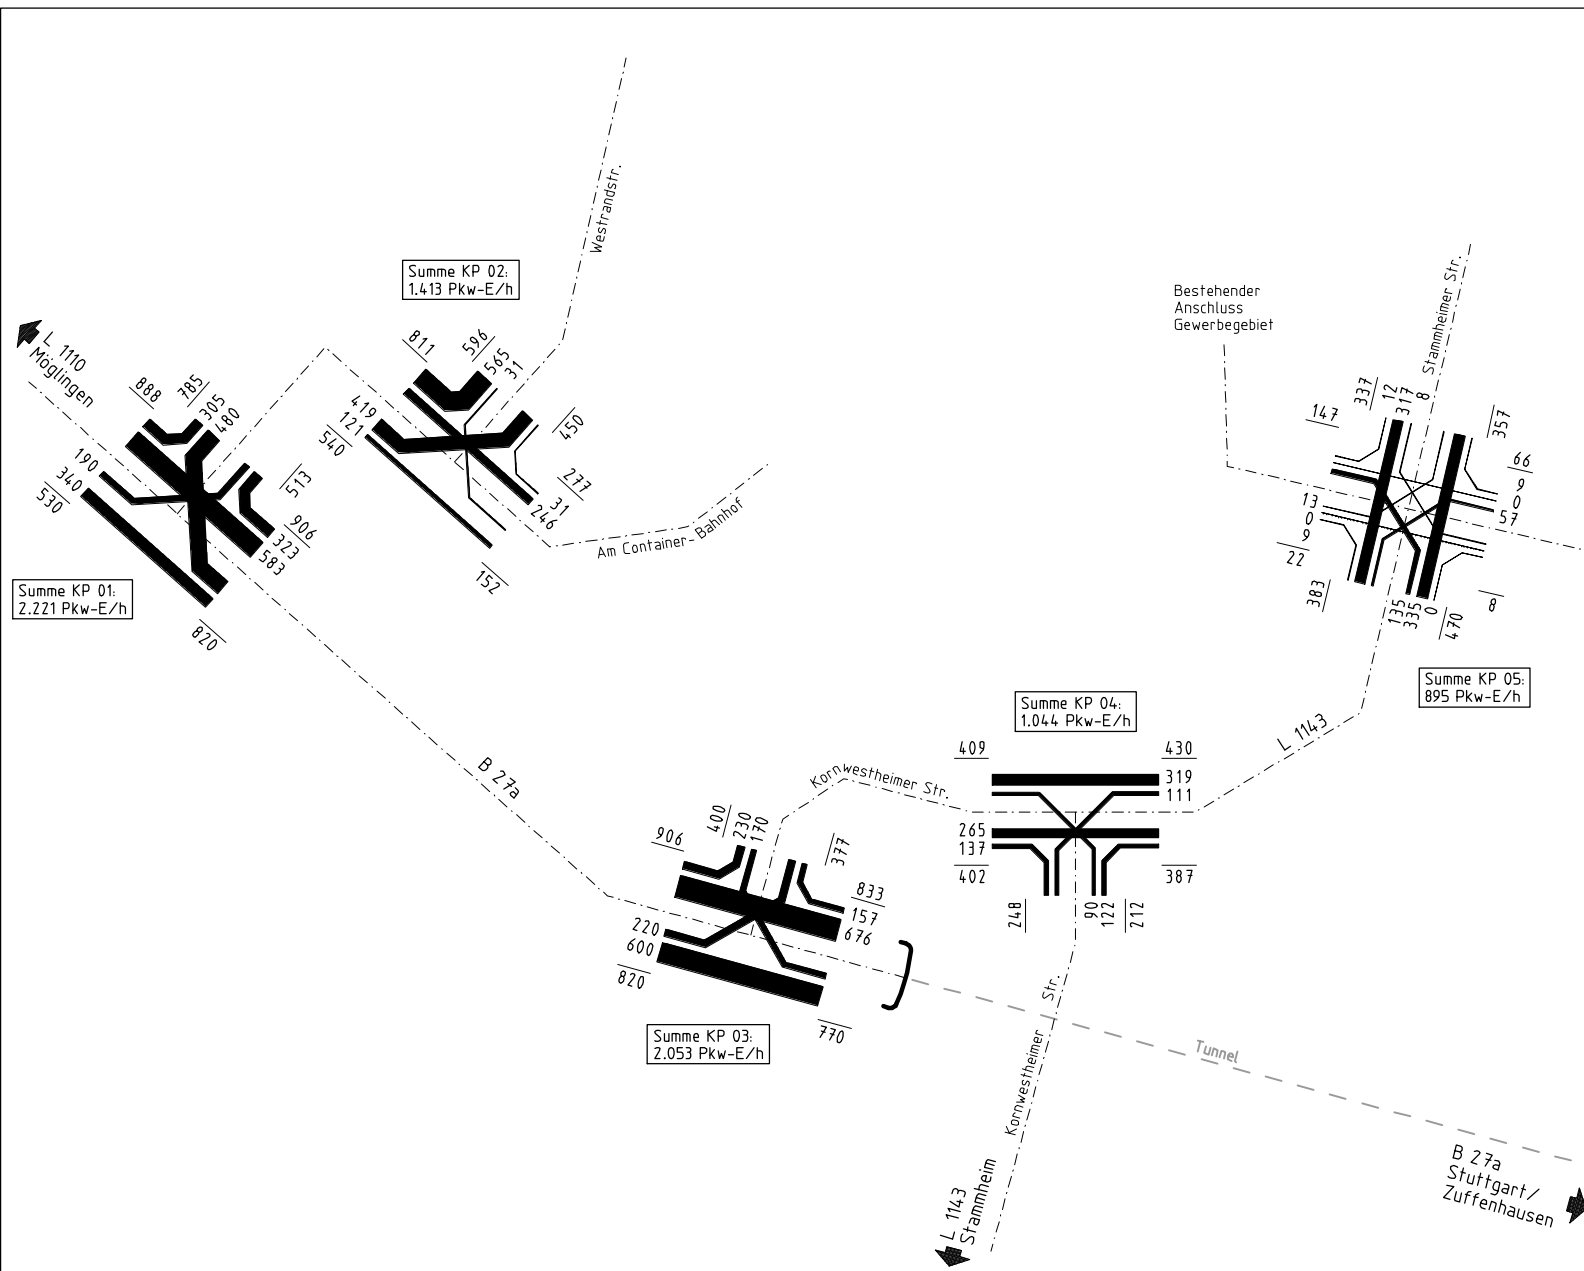 Westrandstr.
Summe KP 02:
1.413 Pkw-E/h
L 1110
Möglingen
888
785
305
480
190
340
530
513
906
323
583
820
Summe KP 01:
2.221 Pkw-E/h
811
596
565
31
419
121
540
450
277
31
246
152
Am Container-Bahnhof
Bestehender
Anschluss
Gewerbegebiet
Stammheimer Str.
147
337
12
317
8
357
66
9
0
57
13
0
9
22
383
135
335
0
470
8
Summe KP 05:
895 Pkw-E/h
Summe KP 04:
1.044 Pkw-E/h
L 1143
409
430
319
111
265
137
402
387
248
90
122
212
B 27a
Kornwestheimer Str.
906
400
230
170
377
833
157
676
220
600
820
770
Summe KP 03:
2.053 Pkw-E/h
Kornwestheimer Str.
Tunnel
L 1143
Stammheim
B 27a
Stuttgart/
Zuffenhausen